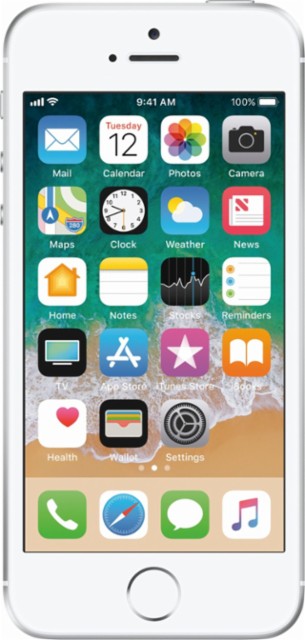 9:41 AM 100%
Tuesday
12
Mail Calendar Photos Camera
280
Maps Clock Weather News
Home Notes Stocks Reminders
TV App Store iTunes Store Books
Health Wallet Settings